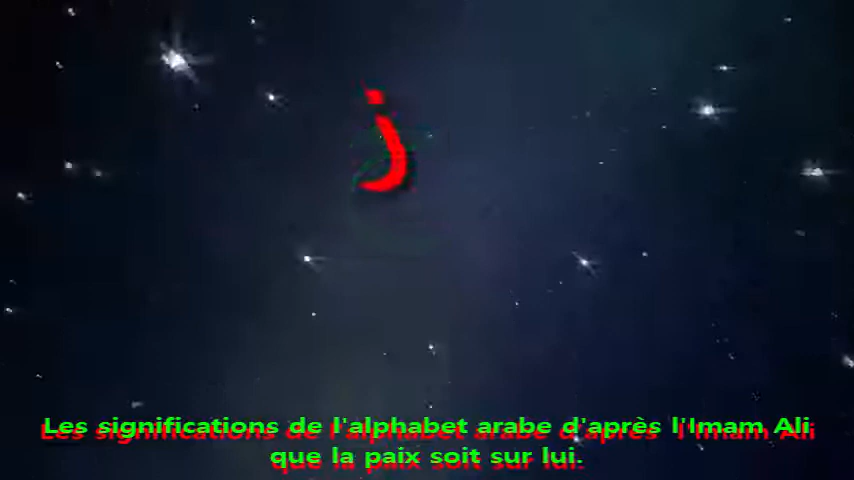 ذ
Les significations de l'alphabet arabe d'après l'Imam Ali
que la paix soit sur lui.